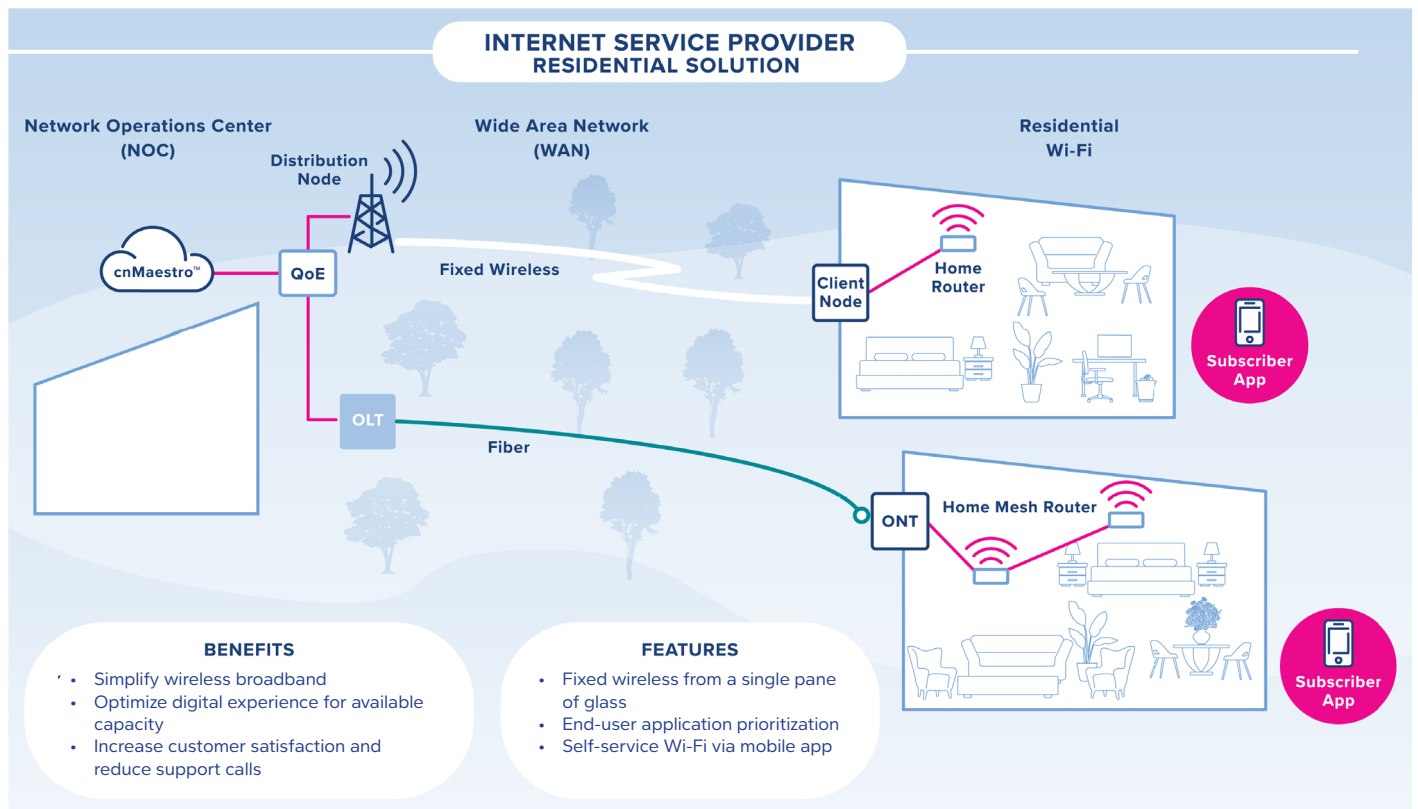 INTERNET SERVICE PROVIDER
RESIDENTIAL SOLUTION
Network Operations Center
(NOC)
Wide Area Network
(WAN)
Residential
Wi-Fi
Distribution
Node
cnMaestro™
QoE
Fixed Wireless
Client
Node
Home
Router
Subscriber
App
OLT
Fiber
ONT
Home Mesh Router
Subscriber
App
BENEFITS
• Simplify wireless broadband
• Optimize digital experience for available
capacity
• Increase customer satisfaction and
reduce support calls
FEATURES
• Fixed wireless from a single pane
of glass
• End-user application prioritization
• Self-service Wi-Fi via mobile app